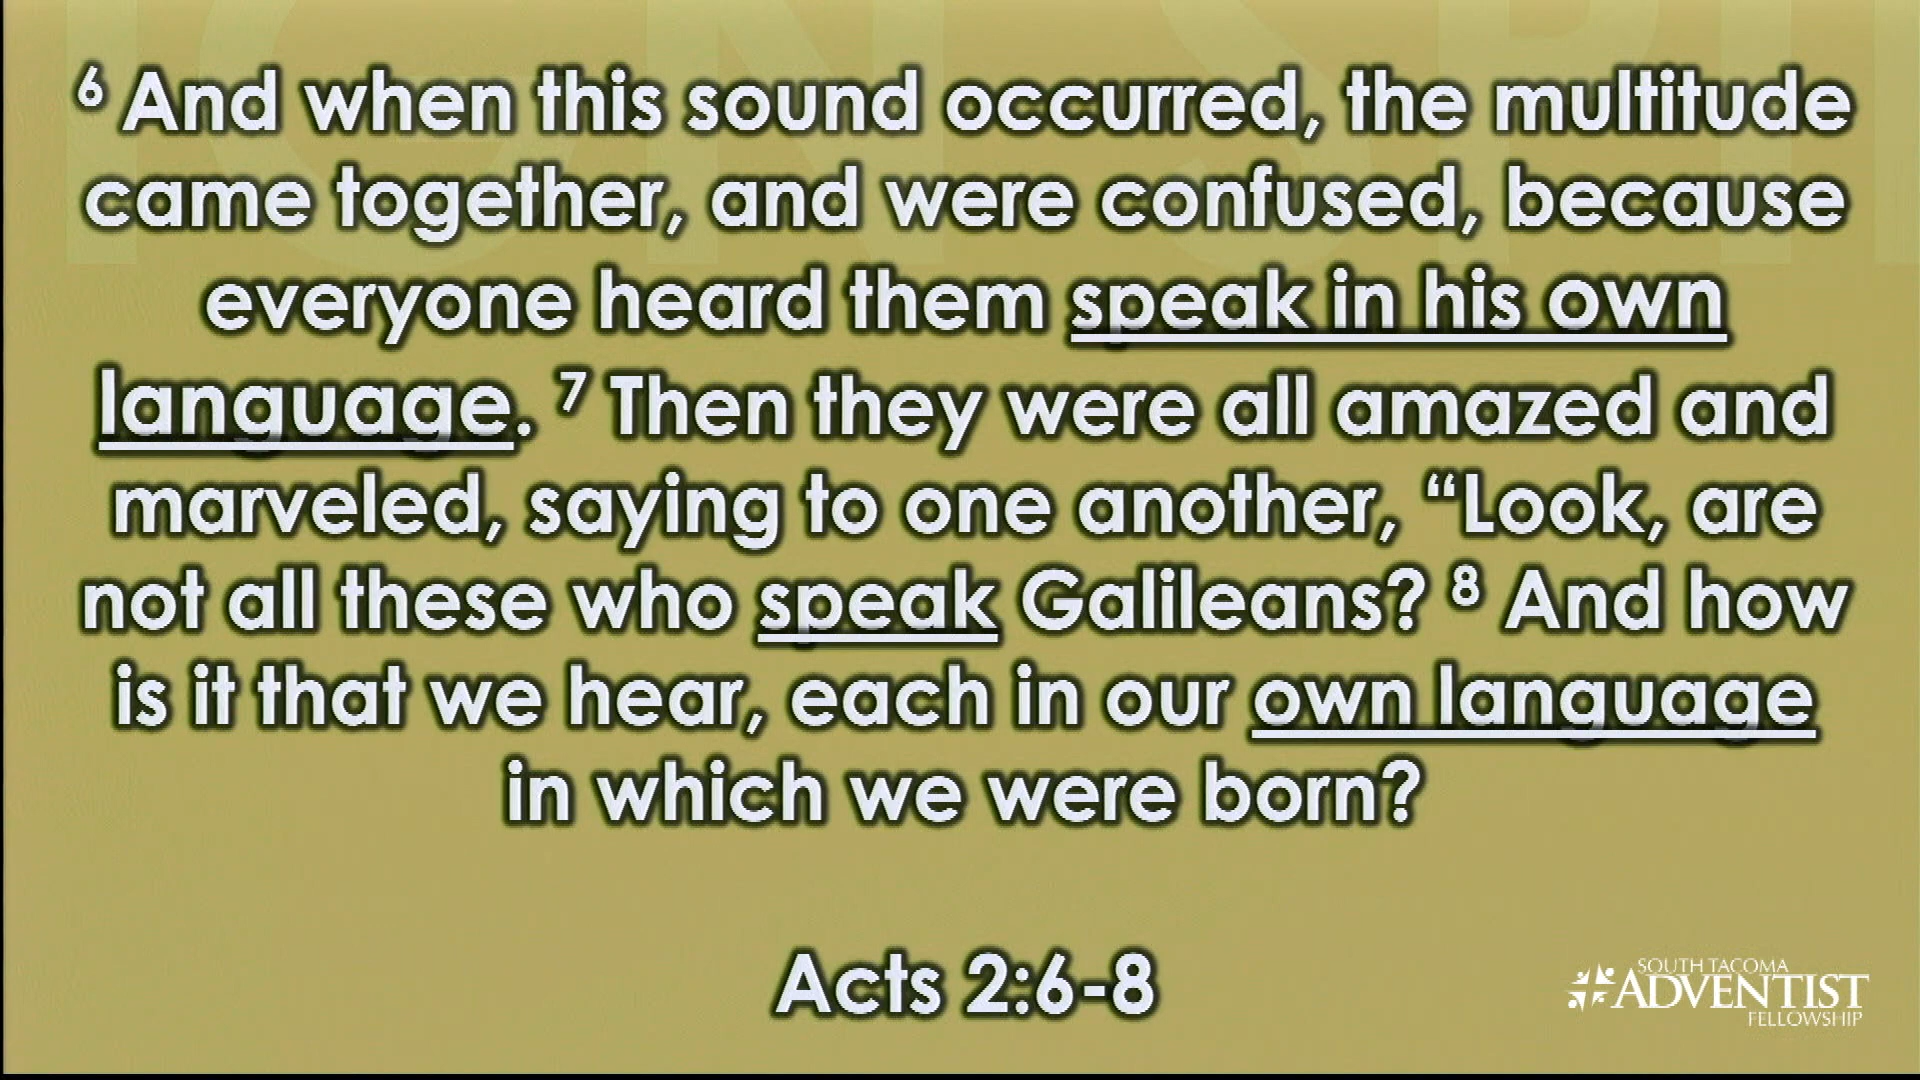 ⁶ And when this sound occurred, the multitude
came together, and were confused, because
everyone heard them speak in his own
language. ⁷ Then they were all amazed and
marveled, saying to one another, “Look, are
not all these who speak Galileans? ⁸ And how
is it that we hear, each in our own language
in which we were born?
Acts 2:6-8
SOUTH TACOMA
ADVENTIST
FELLOWSHIP